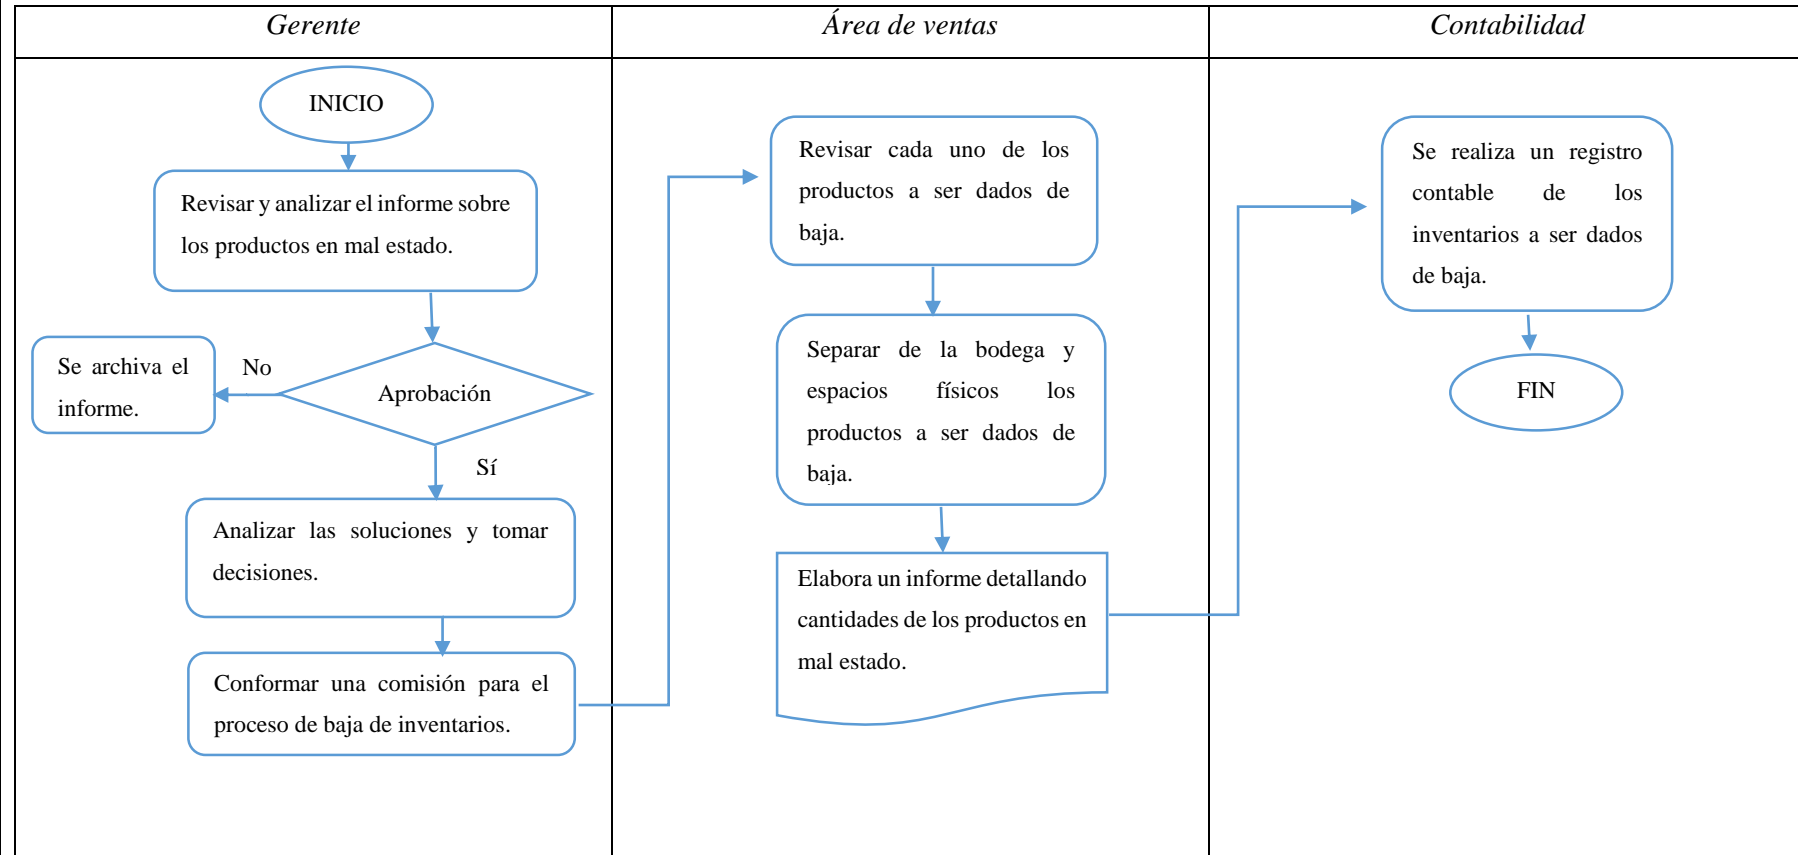 Gerente
Área de ventas
Contabilidad
INICIO
Revisar y analizar el informe sobre
los productos en mal estado.
Se archiva el
informe.
No
Aprobación
Sí
Analizar las soluciones y tomar
decisiones.
Conformar una comisión para el
proceso de baja de inventarios.
Revisar cada uno de los
productos a ser dados de
baja.
Separar de la bodega y
espacios físicos los
productos a ser dados de
baja.
Elabora un informe detallando
cantidades de los productos en
mal estado.
Se realiza un registro
contable de los
inventarios a ser dados
de baja.
FIN